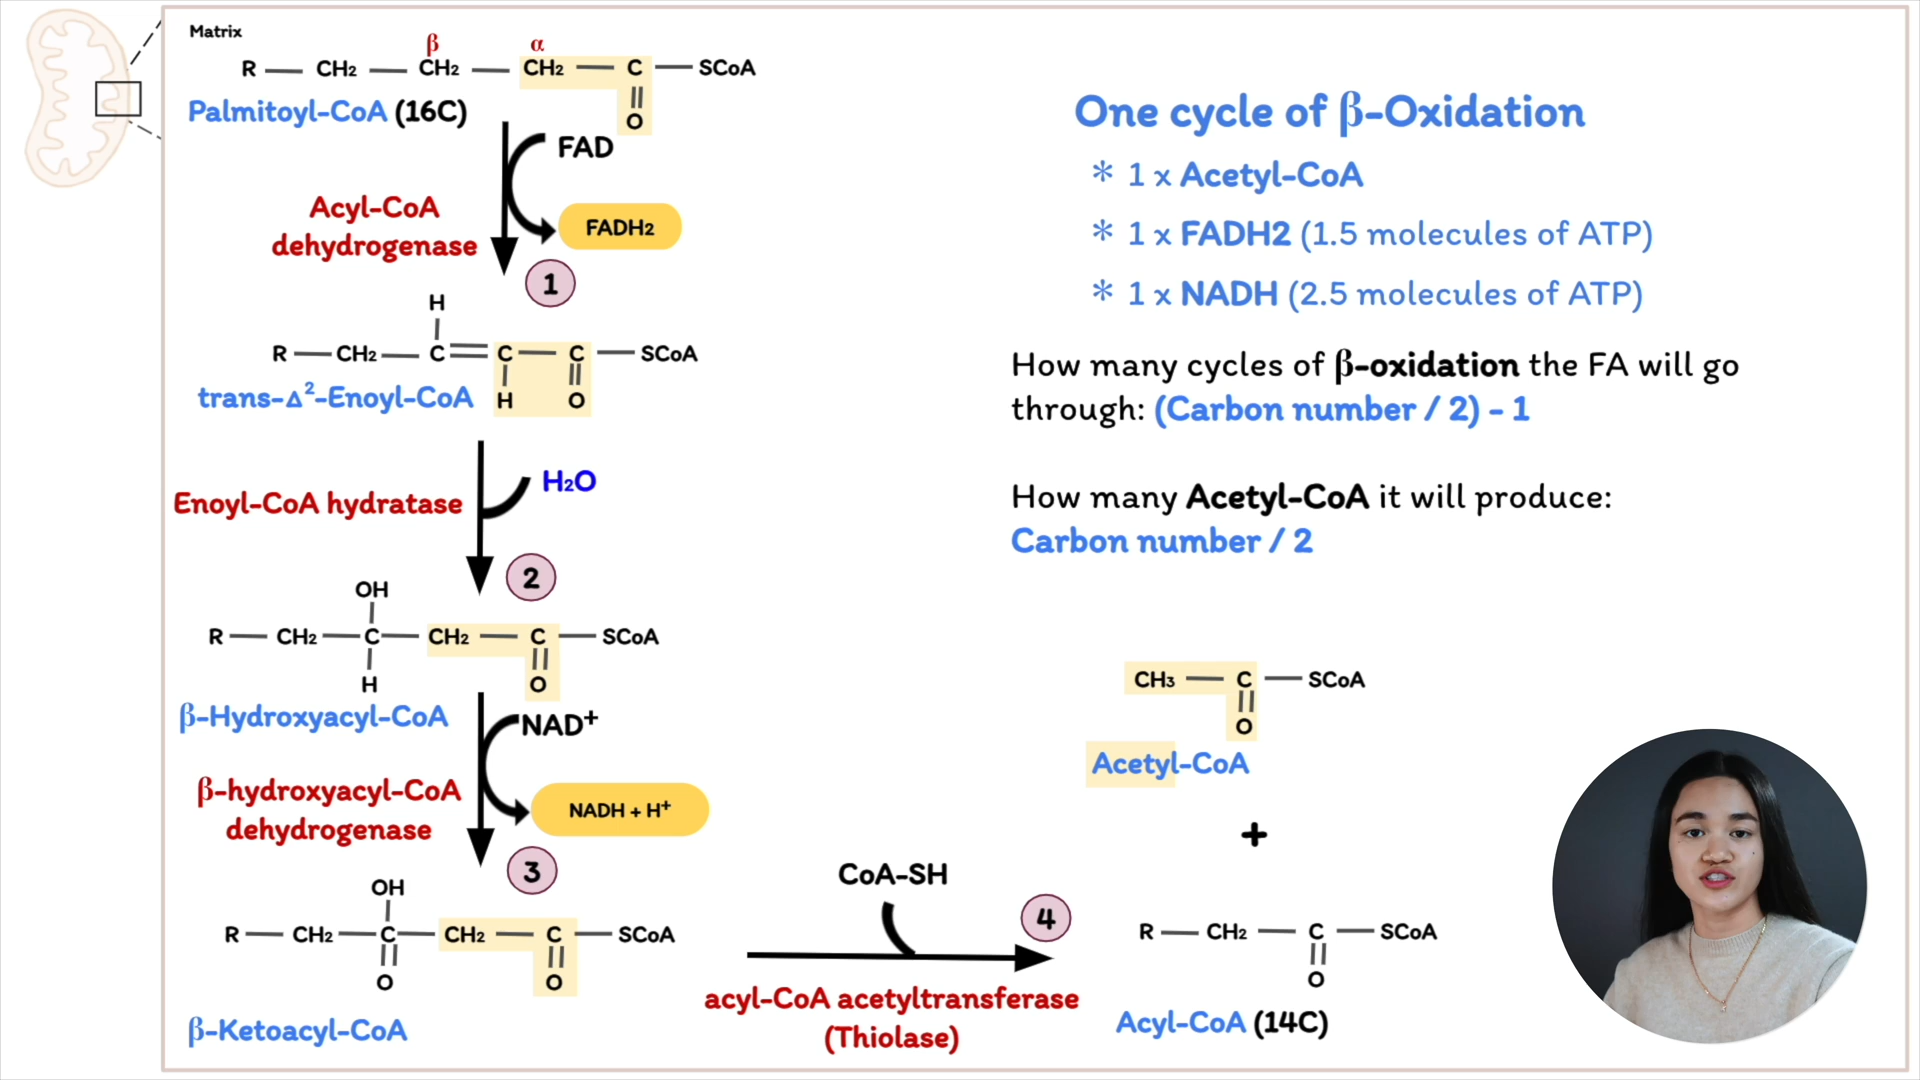 Matrix
β α
R CH₂ CH₂ CH₂ C SCoA
O
Palmitoyl-CoA (16C)
FAD
Acyl-CoA
dehydrogenase
FADH2
1
H
R CH₂ C C C SCoA
H O
trans-Δ²-Enoyl-CoA
H₂O
Enoyl-CoA hydratase
2
OH
R CH₂ C CH₂ C SCoA
H O
β-Hydroxyacyl-CoA
NAD⁺
β-hydroxyacyl-CoA
dehydrogenase
NADH + H⁺
3
OH
R CH₂ C CH₂ C SCoA
O O
β-Ketoacyl-CoA
CoA-SH
4
acyl-CoA acetyltransferase
(Thiolase)
One cycle of β-Oxidation
* 1 x Acetyl-CoA
* 1 x FADH2 (1.5 molecules of ATP)
* 1 x NADH (2.5 molecules of ATP)
How many cycles of β-oxidation the FA will go
through: (Carbon number / 2) - 1
How many Acetyl-CoA it will produce:
Carbon number / 2
CH₃ C SCoA
O
Acetyl-CoA
+
R CH₂ C SCoA
O
Acyl-CoA (14C)